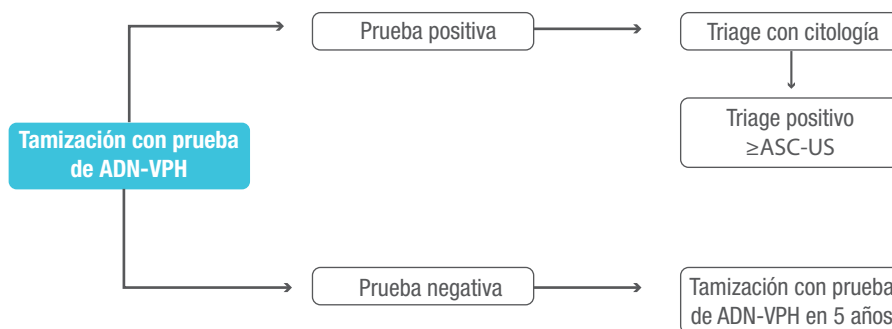 Prueba positiva
Triage con citología
Triage positivo
≥ASC-US
Tamización con prueba
de ADN-VPH
Prueba negativa
Tamización con prueba
de ADN-VPH en 5 años